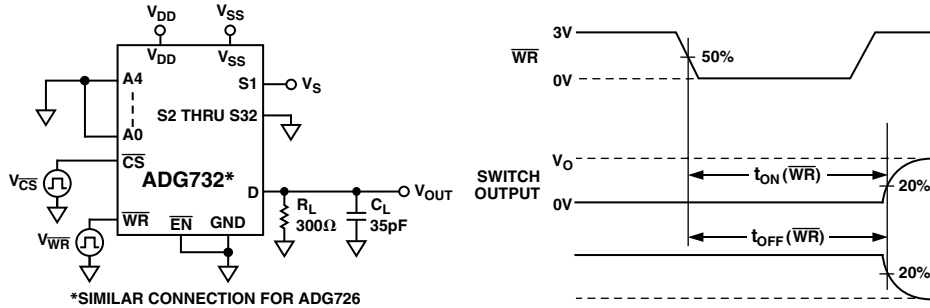 VDD
VSS
VDD
VSS
A4
S1
VS
S2 THRU S32
A0
CS
VCS
ADG732*
D
VOUT
RL
300Ω
CL
35pF
WR
EN
GND
VWR
*SIMILAR CONNECTION FOR ADG726
3V
WR
50%
0V
VO
SWITCH
OUTPUT
tON (WR)
20%
0V
tOFF (WR)
20%